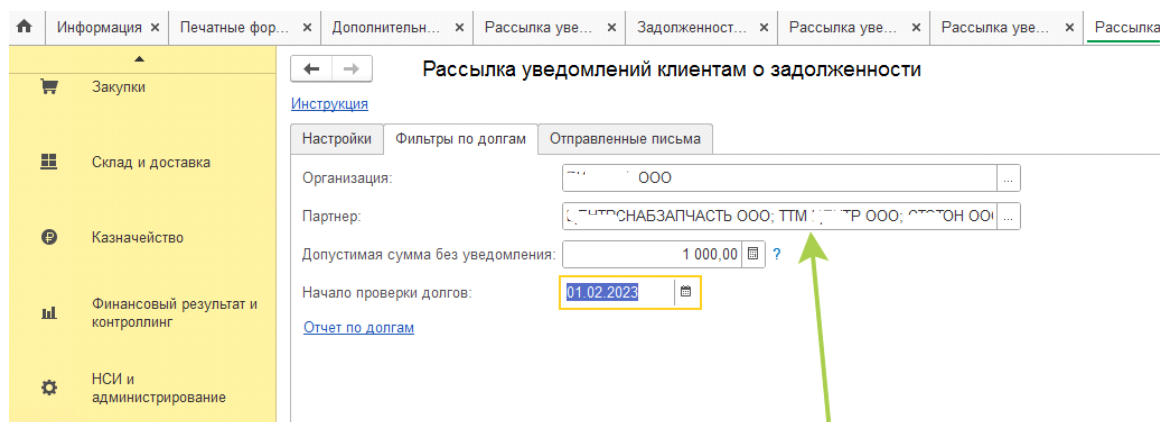 Информация × Печатные фор... × Дополнительн... × Рассылка уве... × Задолженност... × Рассылка уве... × Рассылка уве... × Рассылка
← → Рассылка уведомлений клиентам о задолженности
Закупки
Инструкция
Настройки Фильтры по долгам Отправленные письма
Склад и доставка
Организация: ООО ...
Партнер: ООО; ТТМ ООО; ...
Казначейство
Допустимая сумма без уведомления: 1 000,00 ?
Начало проверки долгов: 01.02.2023
Финансовый результат и
контроллинг
Отчет по долгам
НСИ и
администрирование